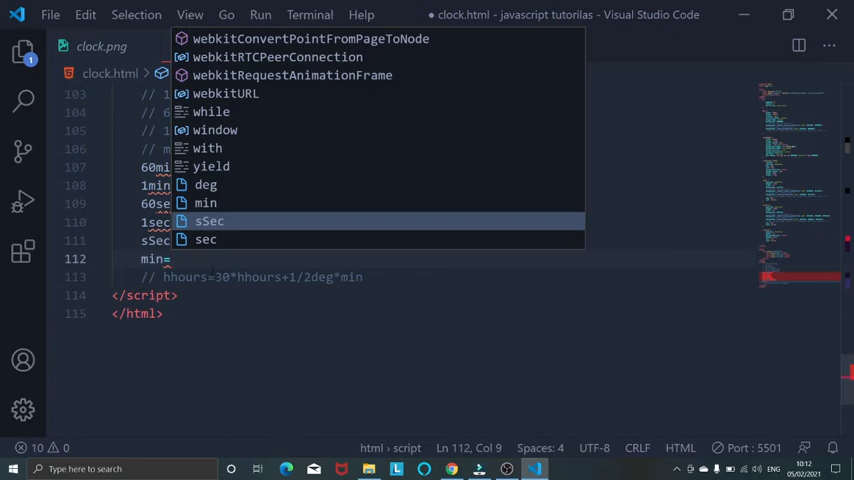 File Edit Selection View Go Run Terminal Help
● clock.html - javascript tutorilas - Visual Studio Code
clock.png
clock.html >
1
webkitConvertPointFromPageToNode
webkitRTCPeerConnection
webkitRequestAnimationFrame
webkitURL
while
window
with
yield
deg
min
sSec
sec
103 // 1
104 // 6
105 // 1
106 // m
107 60mi
108 1min
109 60se
110 1sec
111 sSec
112 min=
113 // hhours=30*hhours+1/2deg*min
114 </script>
115 </html>
10 0 html > script Ln 112, Col 9 Spaces: 4 UTF-8 CRLF HTML Port : 5501
Type here to search
ENG
10:12
05/02/2021